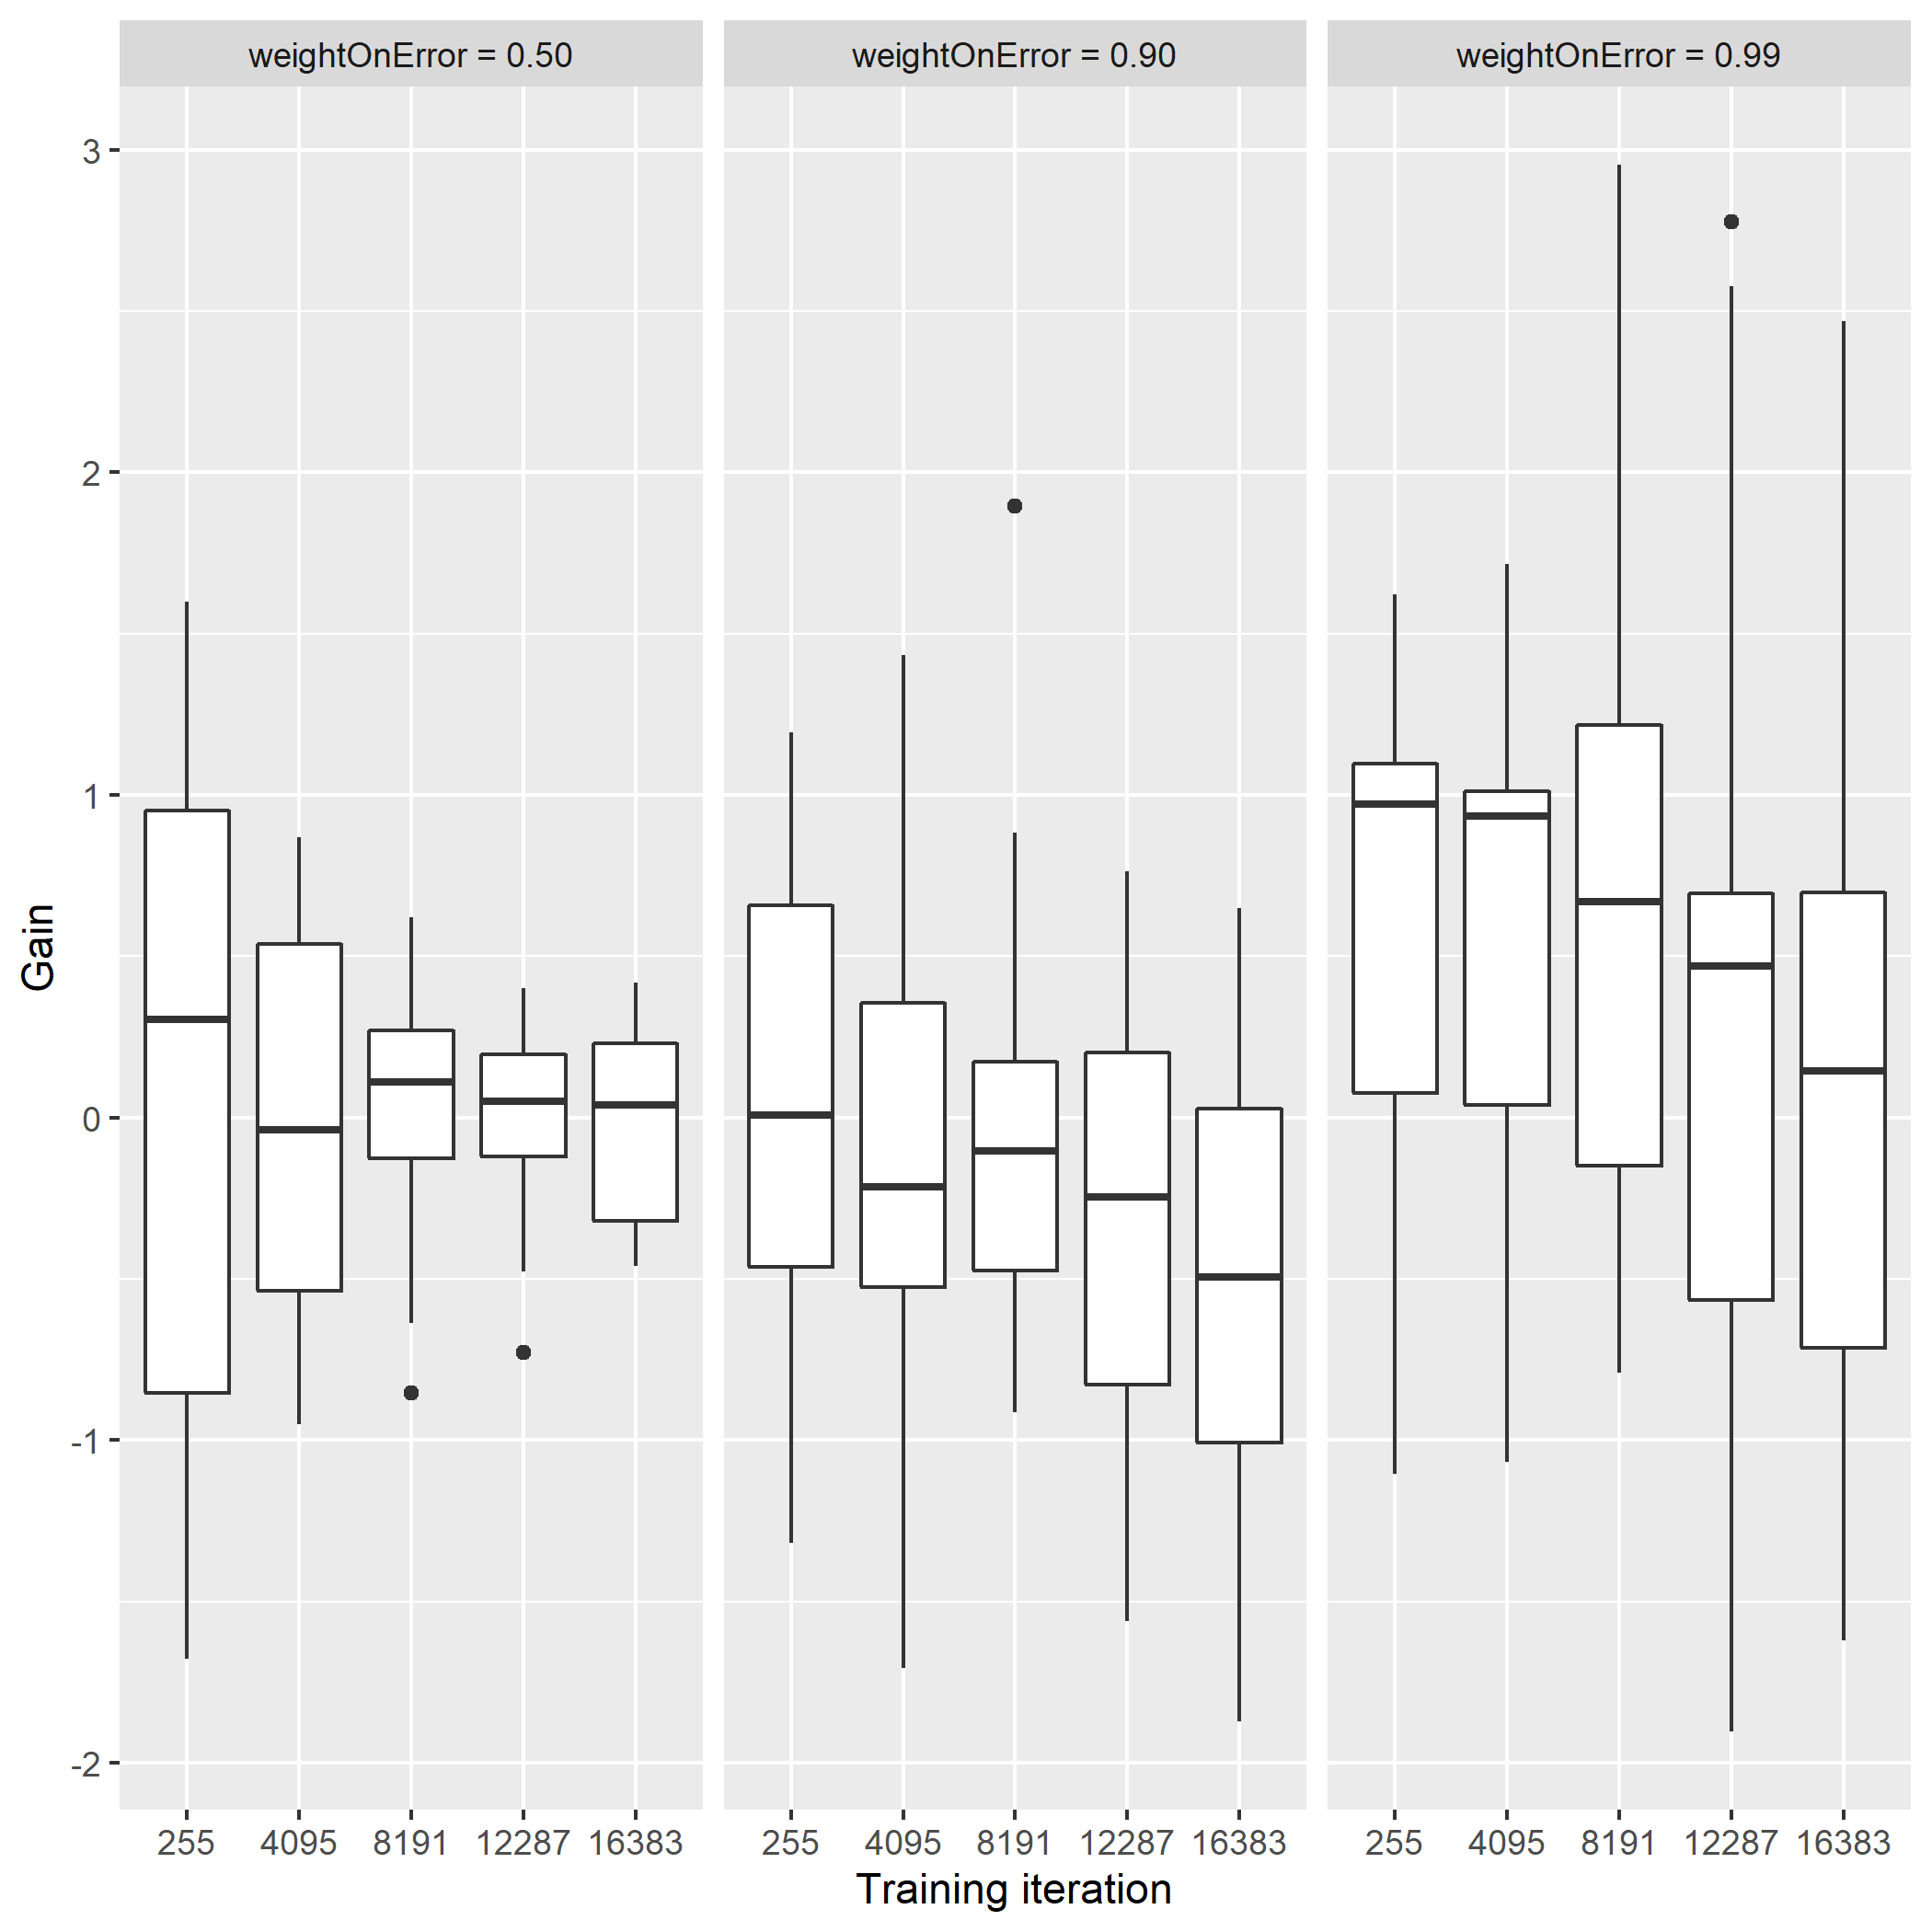 weightOnError = 0.50 weightOnError = 0.90 weightOnError = 0.99
3
2
1
0
-1
-2
Gain
255 4095 8191 12287 16383 255 4095 8191 12287 16383 255 4095 8191 12287 16383
Training iteration